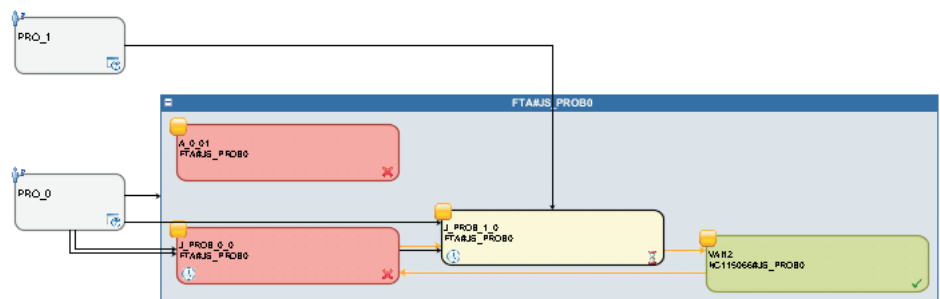 PRO_1
FTA#JS_PROB0
A_0_01
FTA#JS_PROB0
PRO_0
J_PROB_1_0
FTA#JS_PROB0
J_PROB_0_0
FTA#JS_PROB0
VAR2
NC115066#JS_PROB0